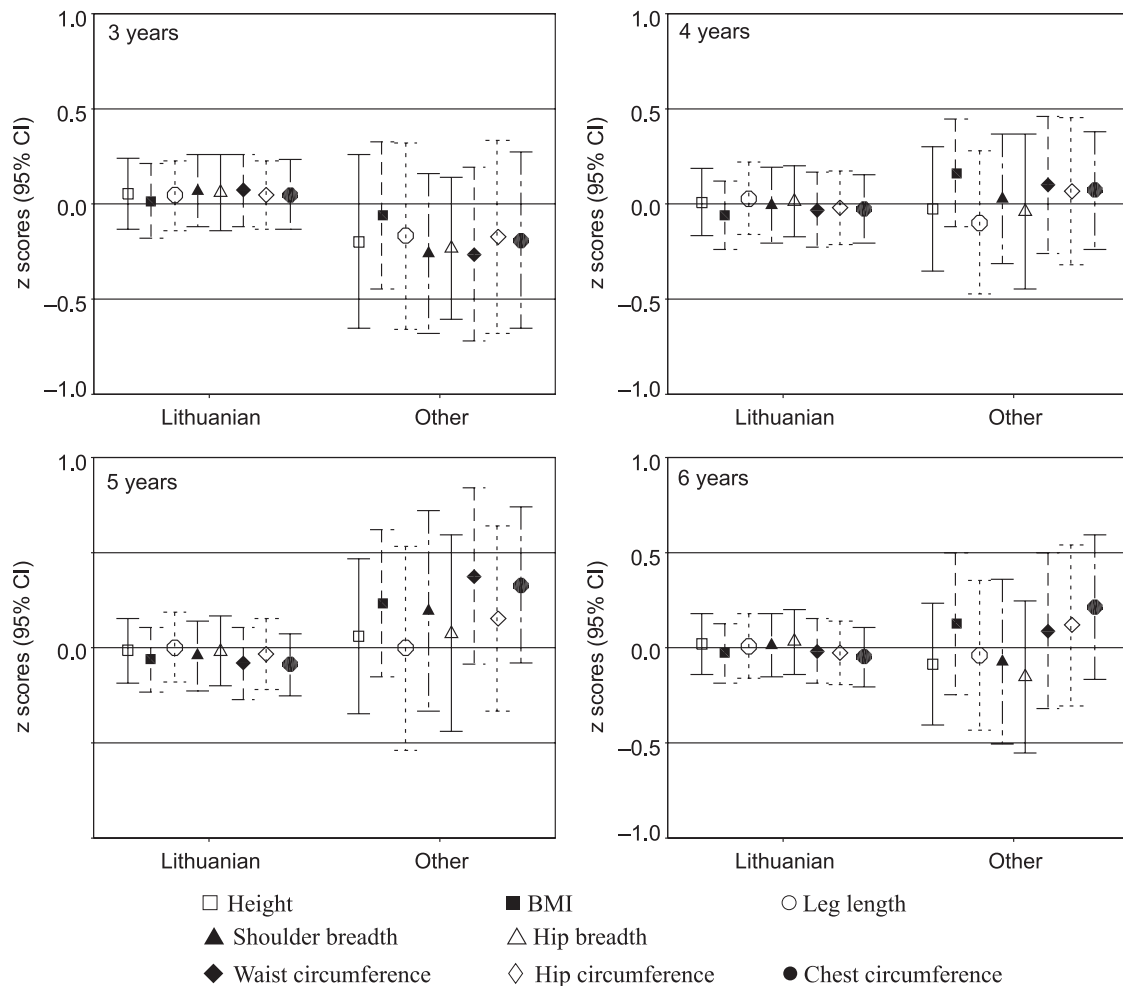 1.0
3 years
0.5
0.0
–0.5
–1.0
z scores (95% CI)
Lithuanian
Other
1.0
4 years
0.5
0.0
–0.5
–1.0
z scores (95% CI)
Lithuanian
Other
1.0
5 years
0.0
z scores (95% CI)
Lithuanian
Other
1.0
6 years
0.5
0.0
–0.5
–1.0
z scores (95% CI)
Lithuanian
Other
Height BMI Leg length
Shoulder breadth Hip breadth
Waist circumference Hip circumference Chest circumference